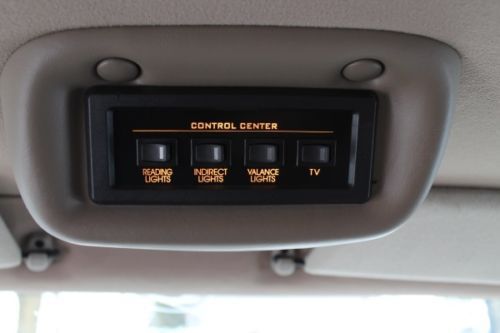 CONTROL CENTER
READING LIGHTS
INDIRECT LIGHTS
VALANCE LIGHTS
TV